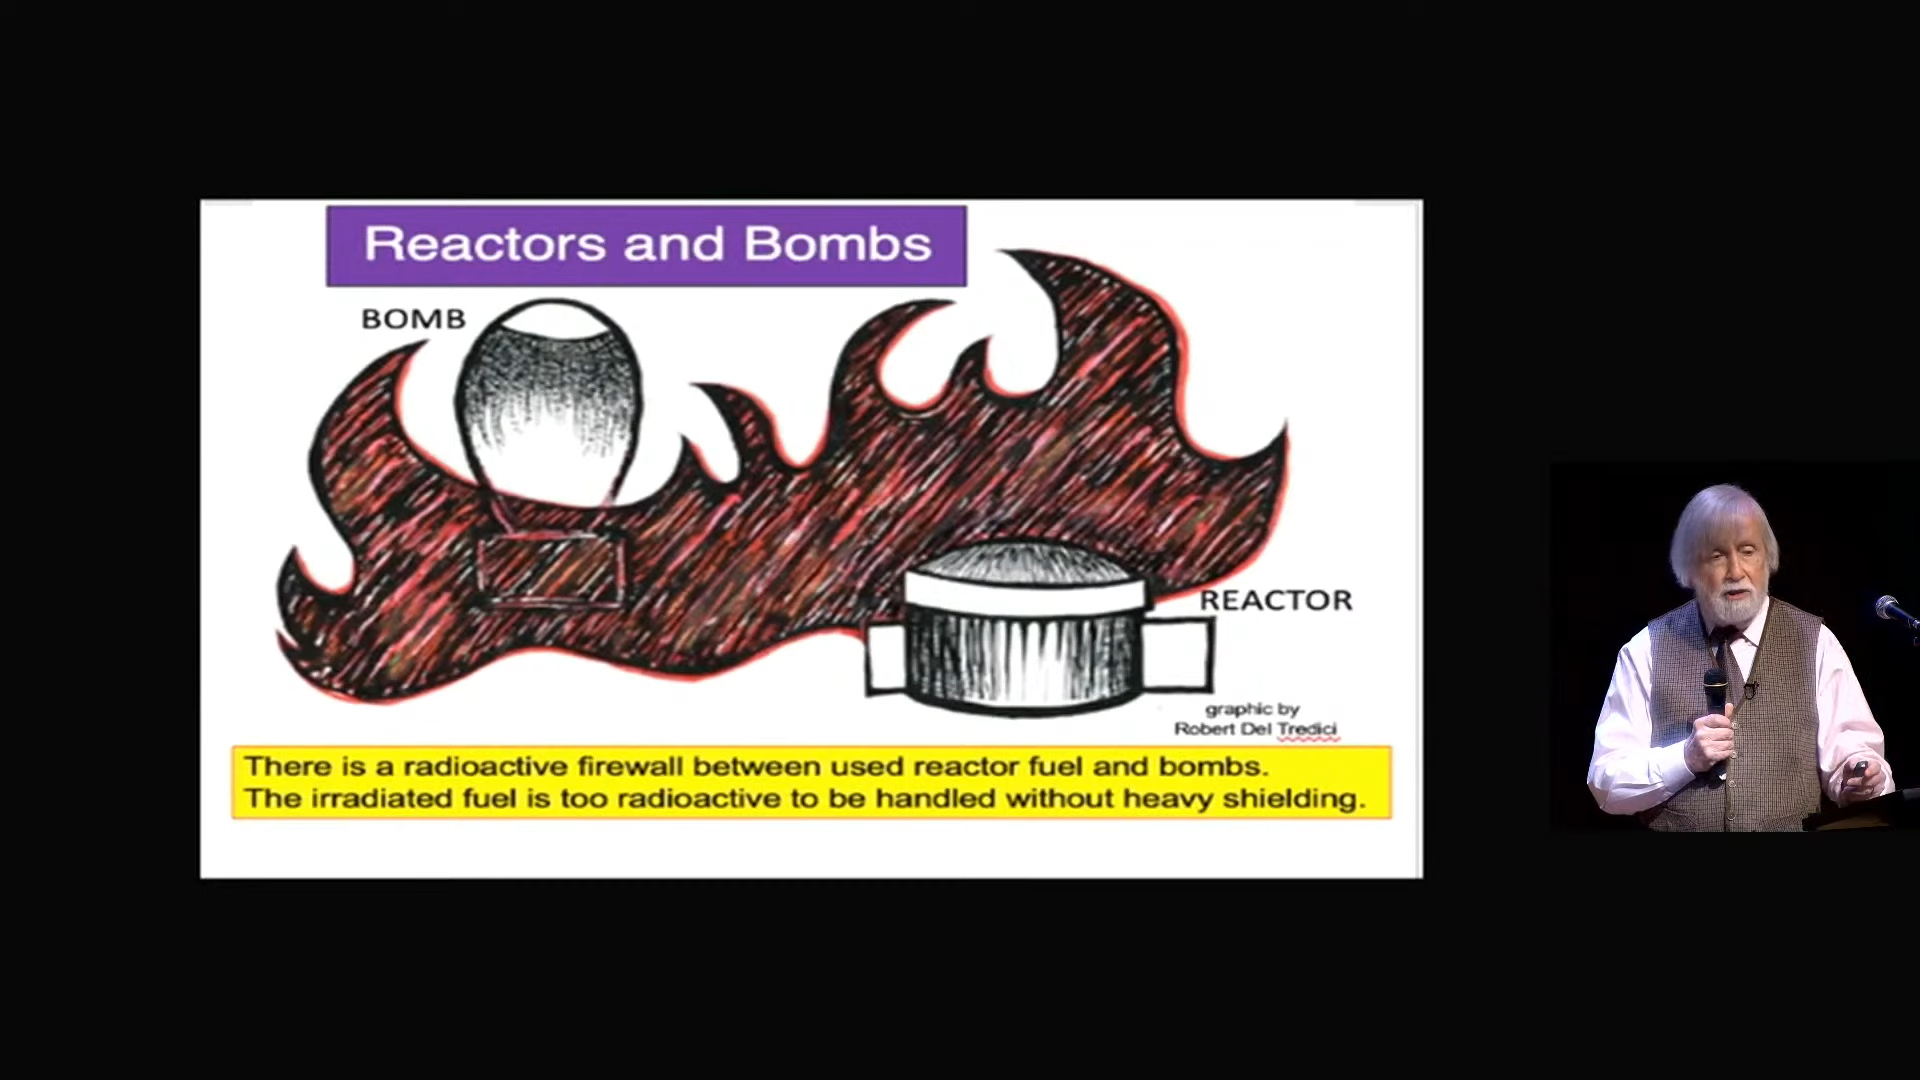 Reactors and Bombs
BOMB
REACTOR
graphic by
Robert Del Tredici
There is a radioactive firewall between used reactor fuel and bombs.
The irradiated fuel is too radioactive to be handled without heavy shielding.